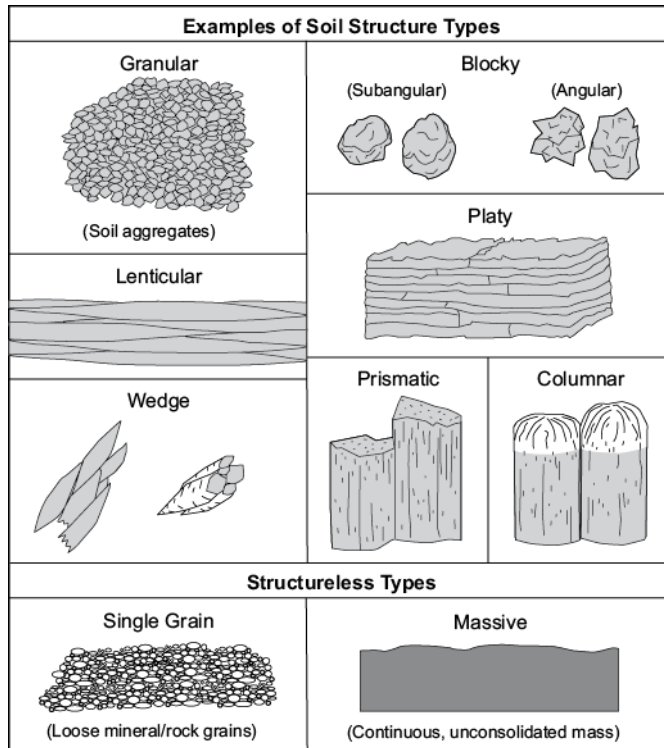 Examples of Soil Structure Types
Granular
(Soil aggregates)
Blocky
(Subangular)
(Angular)
Platy
Lenticular
Wedge
Prismatic
Columnar
Structureless Types
Single Grain
(Loose mineral/rock grains)
Massive
(Continuous, unconsolidated mass)